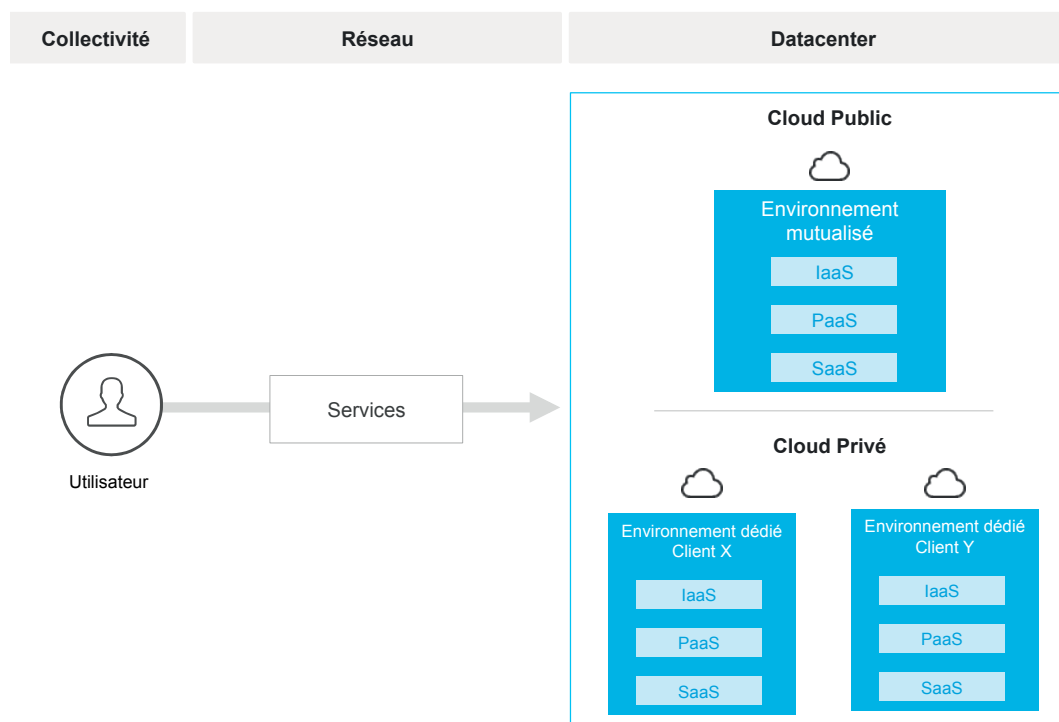 Collectivité
Réseau
Datacenter
Cloud Public
Environnement
mutualisé
IaaS
PaaS
SaaS
Services
Utilisateur
Cloud Privé
Environnement dédié
Client X
IaaS
PaaS
SaaS
Environnement dédié
Client Y
IaaS
PaaS
SaaS